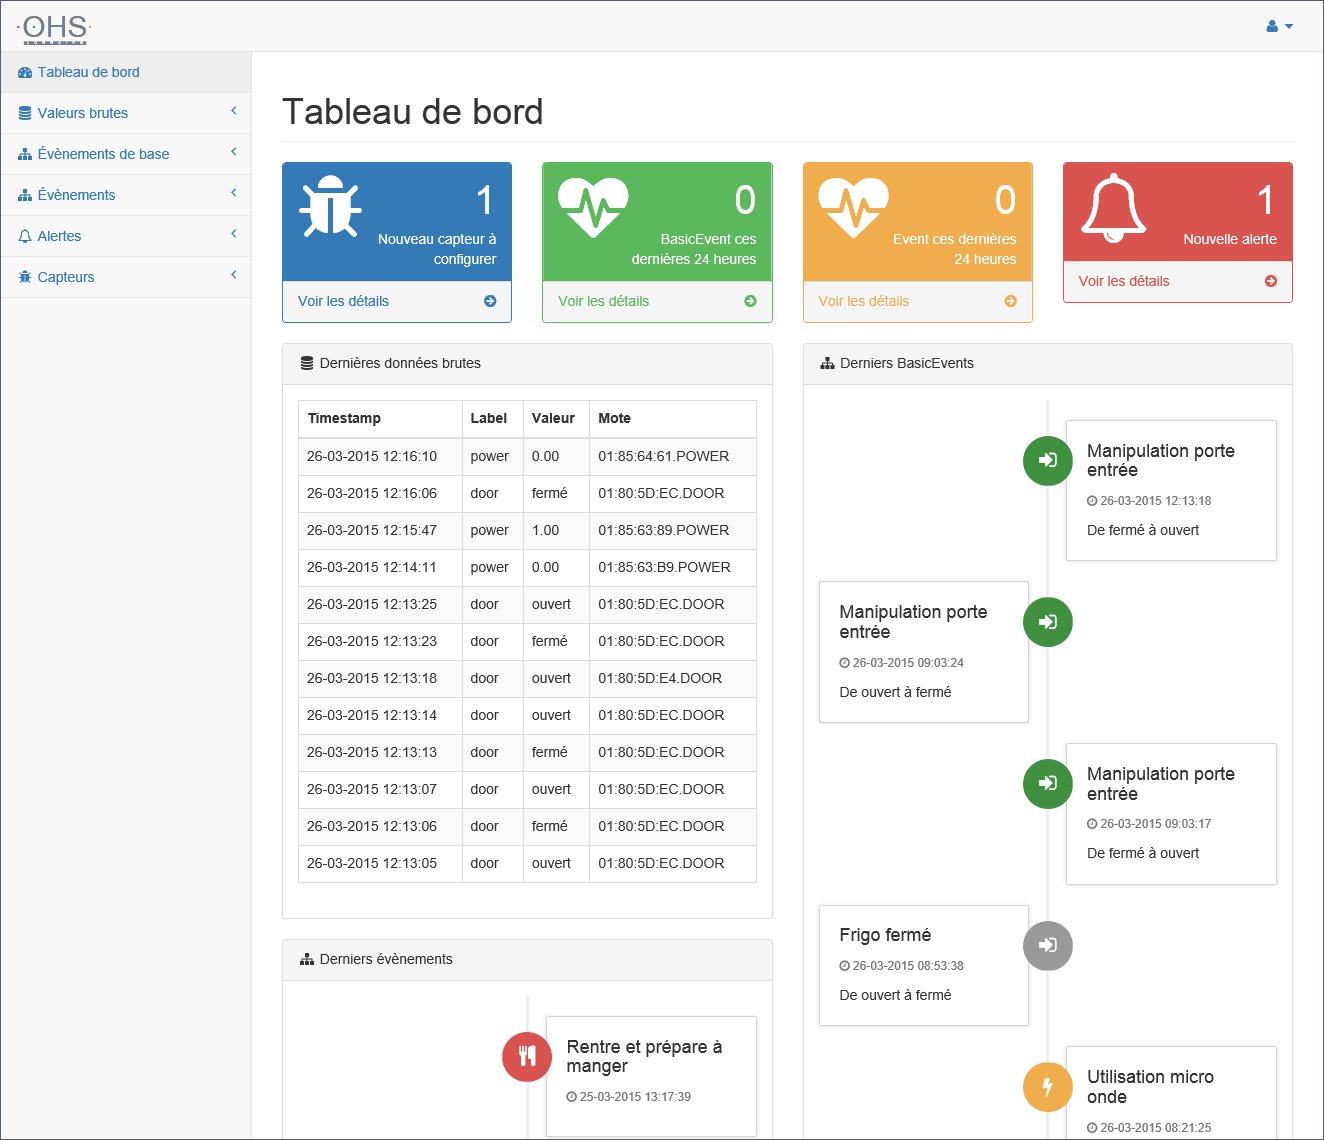 OHS
Tableau de bord
Valeurs brutes
Évènements de base
Évènements
Alertes
Capteurs
Tableau de bord
1
Nouveau capteur à
configurer
Voir les détails
0
BasicEvent ces
dernières 24 heures
Voir les détails
0
Event ces dernières
24 heures
Voir les détails
1
Nouvelle alerte
Voir les détails
Dernières données brutes
Timestamp Label Valeur Mote
26-03-2015 12:16:10 power 0.00 01:85:64:61.POWER
26-03-2015 12:16:06 door fermé 01:80:5D:EC.DOOR
26-03-2015 12:15:47 power 1.00 01:85:63:89.POWER
26-03-2015 12:14:11 power 0.00 01:85:63:B9.POWER
26-03-2015 12:13:25 door ouvert 01:80:5D:EC.DOOR
26-03-2015 12:13:23 door fermé 01:80:5D:EC.DOOR
26-03-2015 12:13:18 door ouvert 01:80:5D:E4.DOOR
26-03-2015 12:13:14 door ouvert 01:80:5D:EC.DOOR
26-03-2015 12:13:13 door fermé 01:80:5D:EC.DOOR
26-03-2015 12:13:07 door ouvert 01:80:5D:EC.DOOR
26-03-2015 12:13:06 door fermé 01:80:5D:EC.DOOR
26-03-2015 12:13:05 door ouvert 01:80:5D:EC.DOOR
Derniers évènements
Rentre et prépare à
manger
25-03-2015 13:17:39
Derniers BasicEvents
Manipulation porte
entrée
26-03-2015 12:13:18
De fermé à ouvert
Manipulation porte
entrée
26-03-2015 09:03:24
De ouvert à fermé
Manipulation porte
entrée
26-03-2015 09:03:17
De fermé à ouvert
Frigo fermé
26-03-2015 08:53:38
De ouvert à fermé
Utilisation micro
onde
26-03-2015 08:21:25